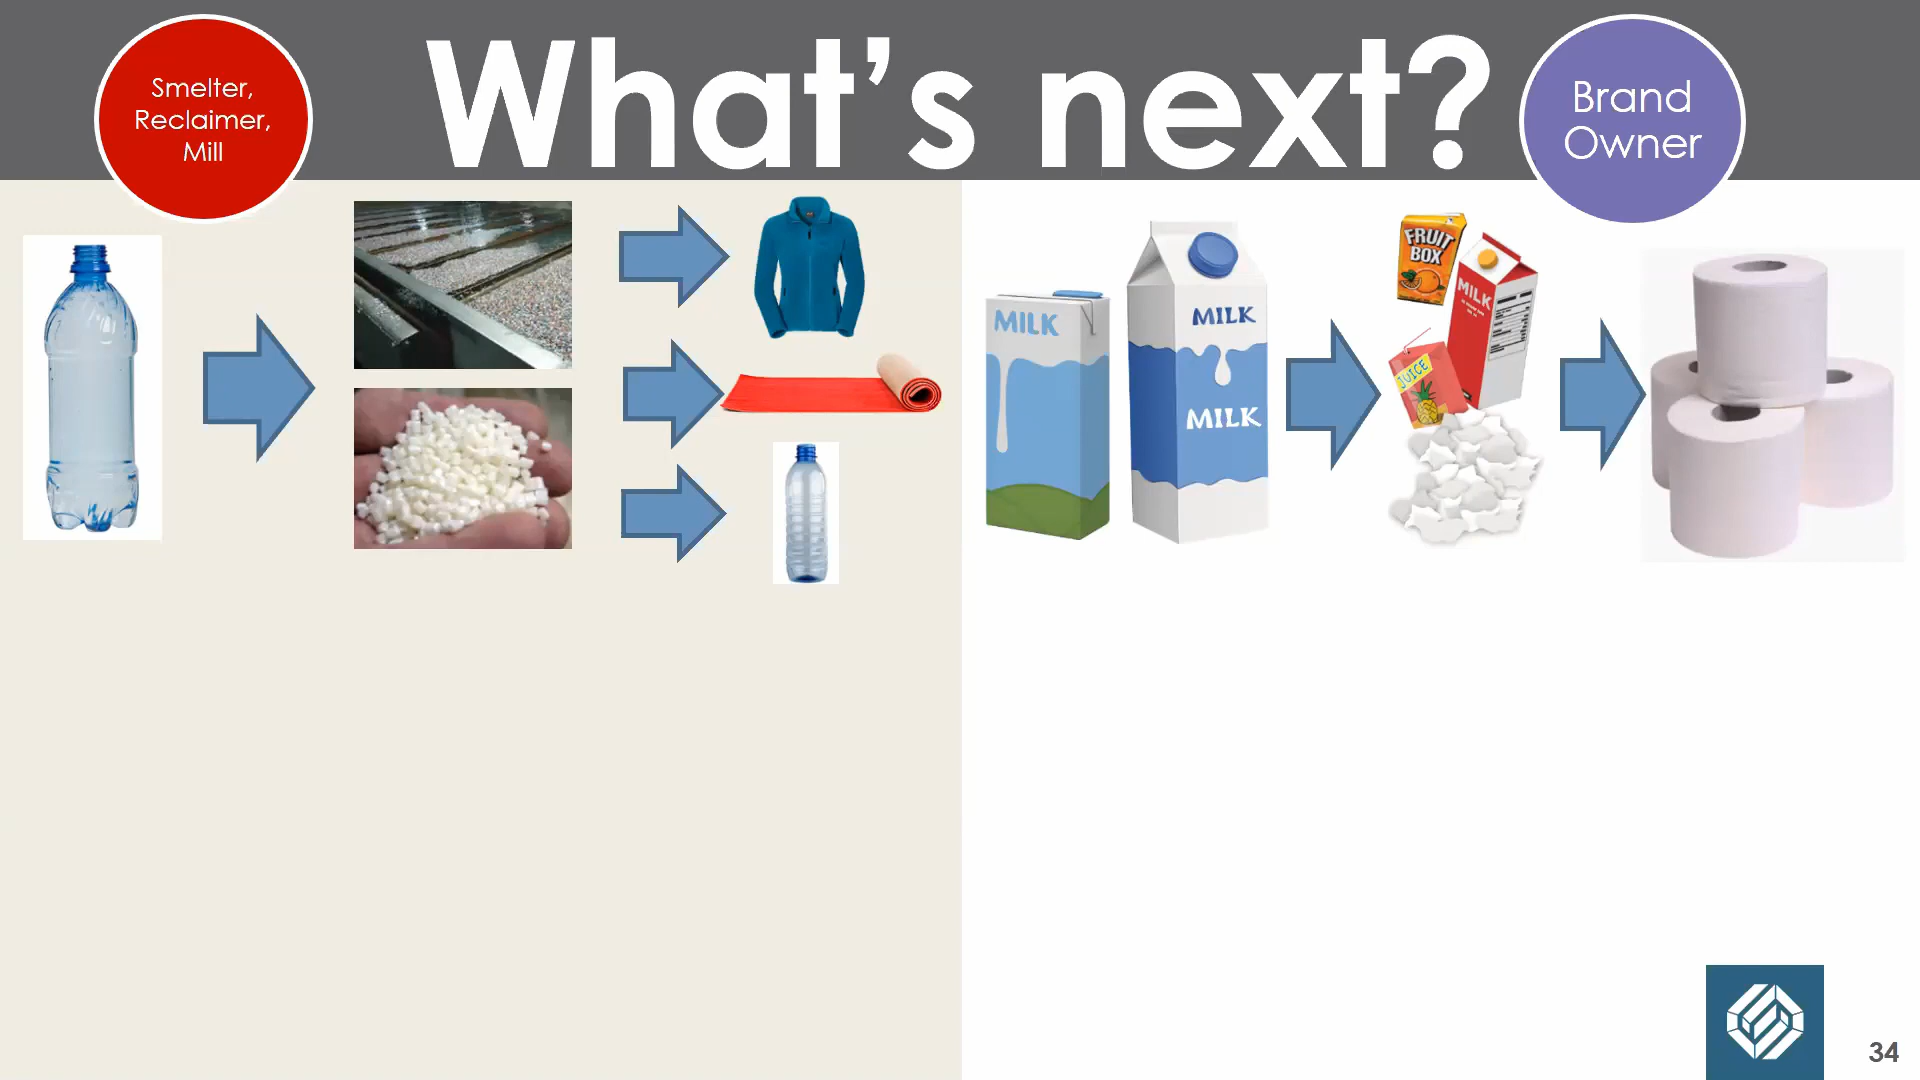 Smelter,
Reclaimer,
Mill
What's next?
Brand
Owner
MILK
MILK
MILK
FRUIT
BOX
MILK
JUICE
34